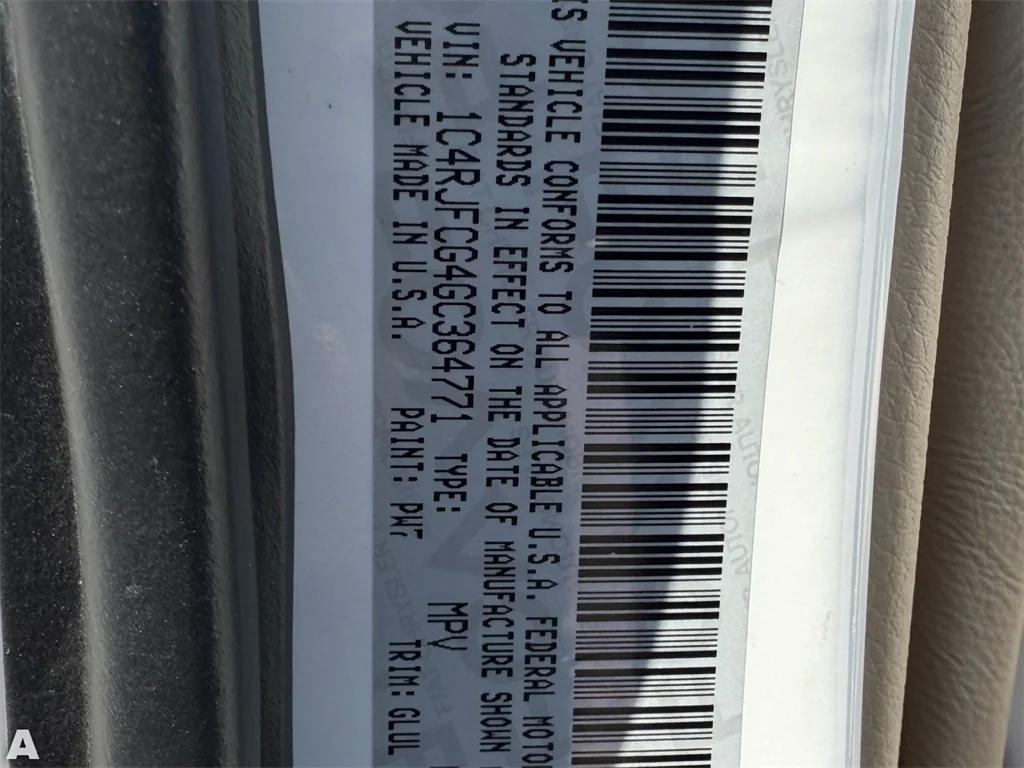 IS VEHICLE CONFORMS TO ALL APPLICABLE U.S.A. FEDERAL MOTO
STANDARDS IN EFFECT ON THE DATE OF MANUFACTURE SHOWN
VIN: 1C4RJFCG4GC364771 TYPE: MPV
VEHICLE MADE IN U.S.A. PAINT: PW7 TRIM: GLUL
A